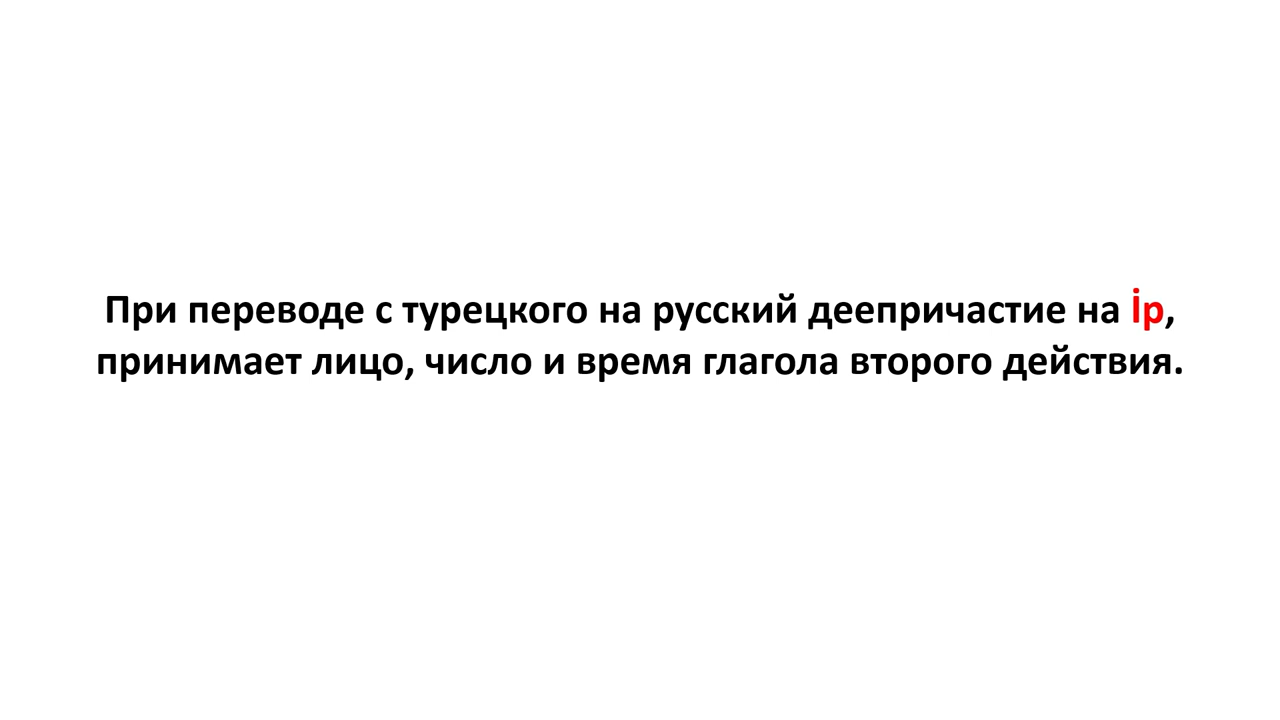 При переводе с турецкого на русский деепричастие на İp,
принимает лицо, число и время глагола второго действия.